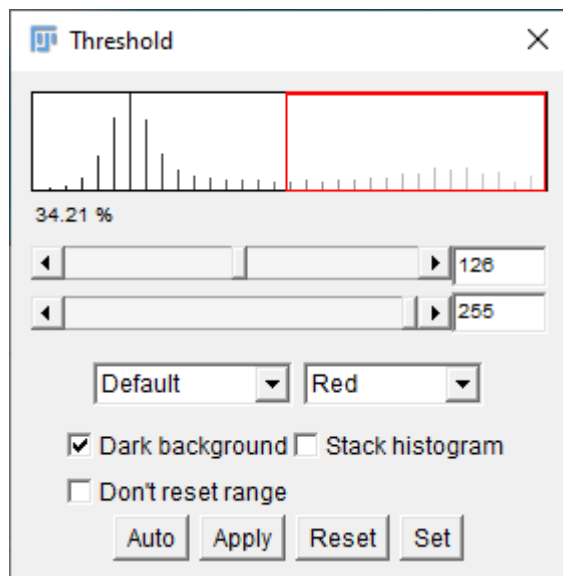 Threshold
34.21 %
126
255
Default Red
Dark background Stack histogram
Don't reset range
Auto Apply Reset Set